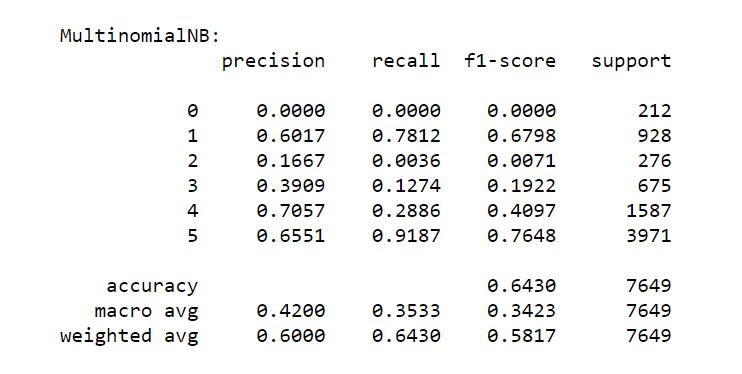 MultinomialNB:
precision recall f1-score support
0 0.0000 0.0000 0.0000 212
1 0.6017 0.7812 0.6798 928
2 0.1667 0.0036 0.0071 276
3 0.3909 0.1274 0.1922 675
4 0.7057 0.2886 0.4097 1587
5 0.6551 0.9187 0.7648 3971
accuracy 0.6430 7649
macro avg 0.4200 0.3533 0.3423 7649
weighted avg 0.6000 0.6430 0.5817 7649